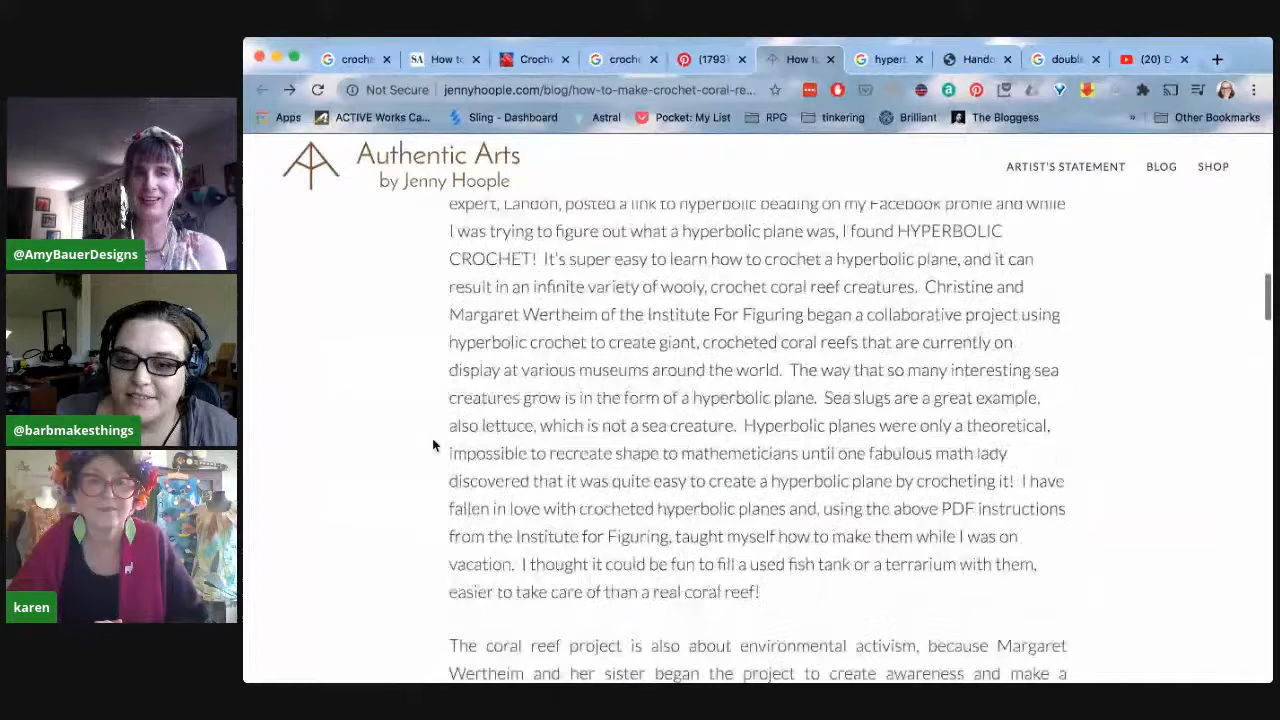 croche
How to
Croch
croche
(1793)
How to
hyper
Hando
doubl
(20) D
Not Secure
jennyhoople.com/blog/how-to-make-crochet-coral-re...
Apps
ACTIVE Works Ca...
Sling - Dashboard
Astral
Pocket: My List
RPG
tinkering
Brilliant
The Bloggess
»
Other Bookmarks
Authentic Arts
by Jenny Hoople
ARTIST'S STATEMENT
BLOG
SHOP
expert, Landon, posted a link to hyperbolic beading on my Facebook profile and while
I was trying to figure out what a hyperbolic plane was, I found HYPERBOLIC
CROCHET! It's super easy to learn how to crochet a hyperbolic plane, and it can
result in an infinite variety of wooly, crochet coral reef creatures. Christine and
Margaret Wertheim of the Institute For Figuring began a collaborative project using
hyperbolic crochet to create giant, crocheted coral reefs that are currently on
display at various museums around the world. The way that so many interesting sea
creatures grow is in the form of a hyperbolic plane. Sea slugs are a great example,
also lettuce, which is not a sea creature. Hyperbolic planes were only a theoretical,
impossible to recreate shape to mathemeticians until one fabulous math lady
discovered that it was quite easy to create a hyperbolic plane by crocheting it! I have
fallen in love with crocheted hyperbolic planes and, using the above PDF instructions
from the Institute for Figuring, taught myself how to make them while I was on
vacation. I thought it could be fun to fill a used fish tank or a terrarium with them,
easier to take care of than a real coral reef!
The coral reef project is also about environmental activism, because Margaret
Wertheim and her sister began the project to create awareness and make a
@AmyBauerDesigns
@barbmakesthings
karen